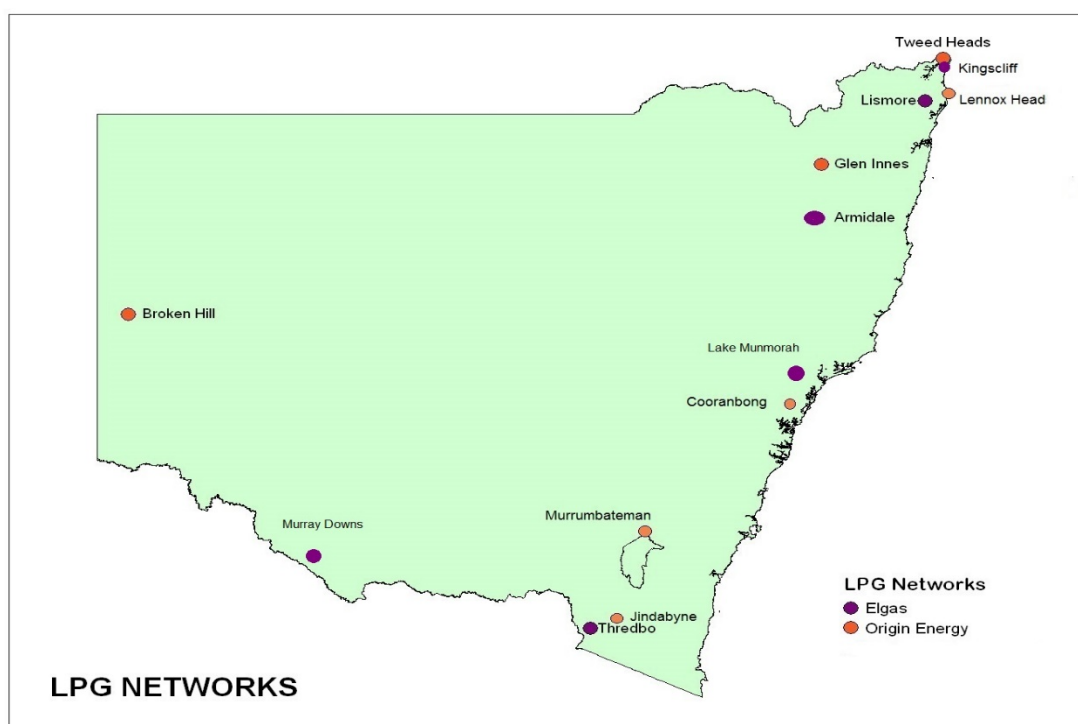 Tweed Heads
Kingscliff
Lismore
Lennox Head
Glen Innes
Armidale
Broken Hill
Lake Munmorah
Cooranbong
Murrumbateman
Murray Downs
Jindabyne
Thredbo
LPG Networks
Elgas
Origin Energy
LPG NETWORKS